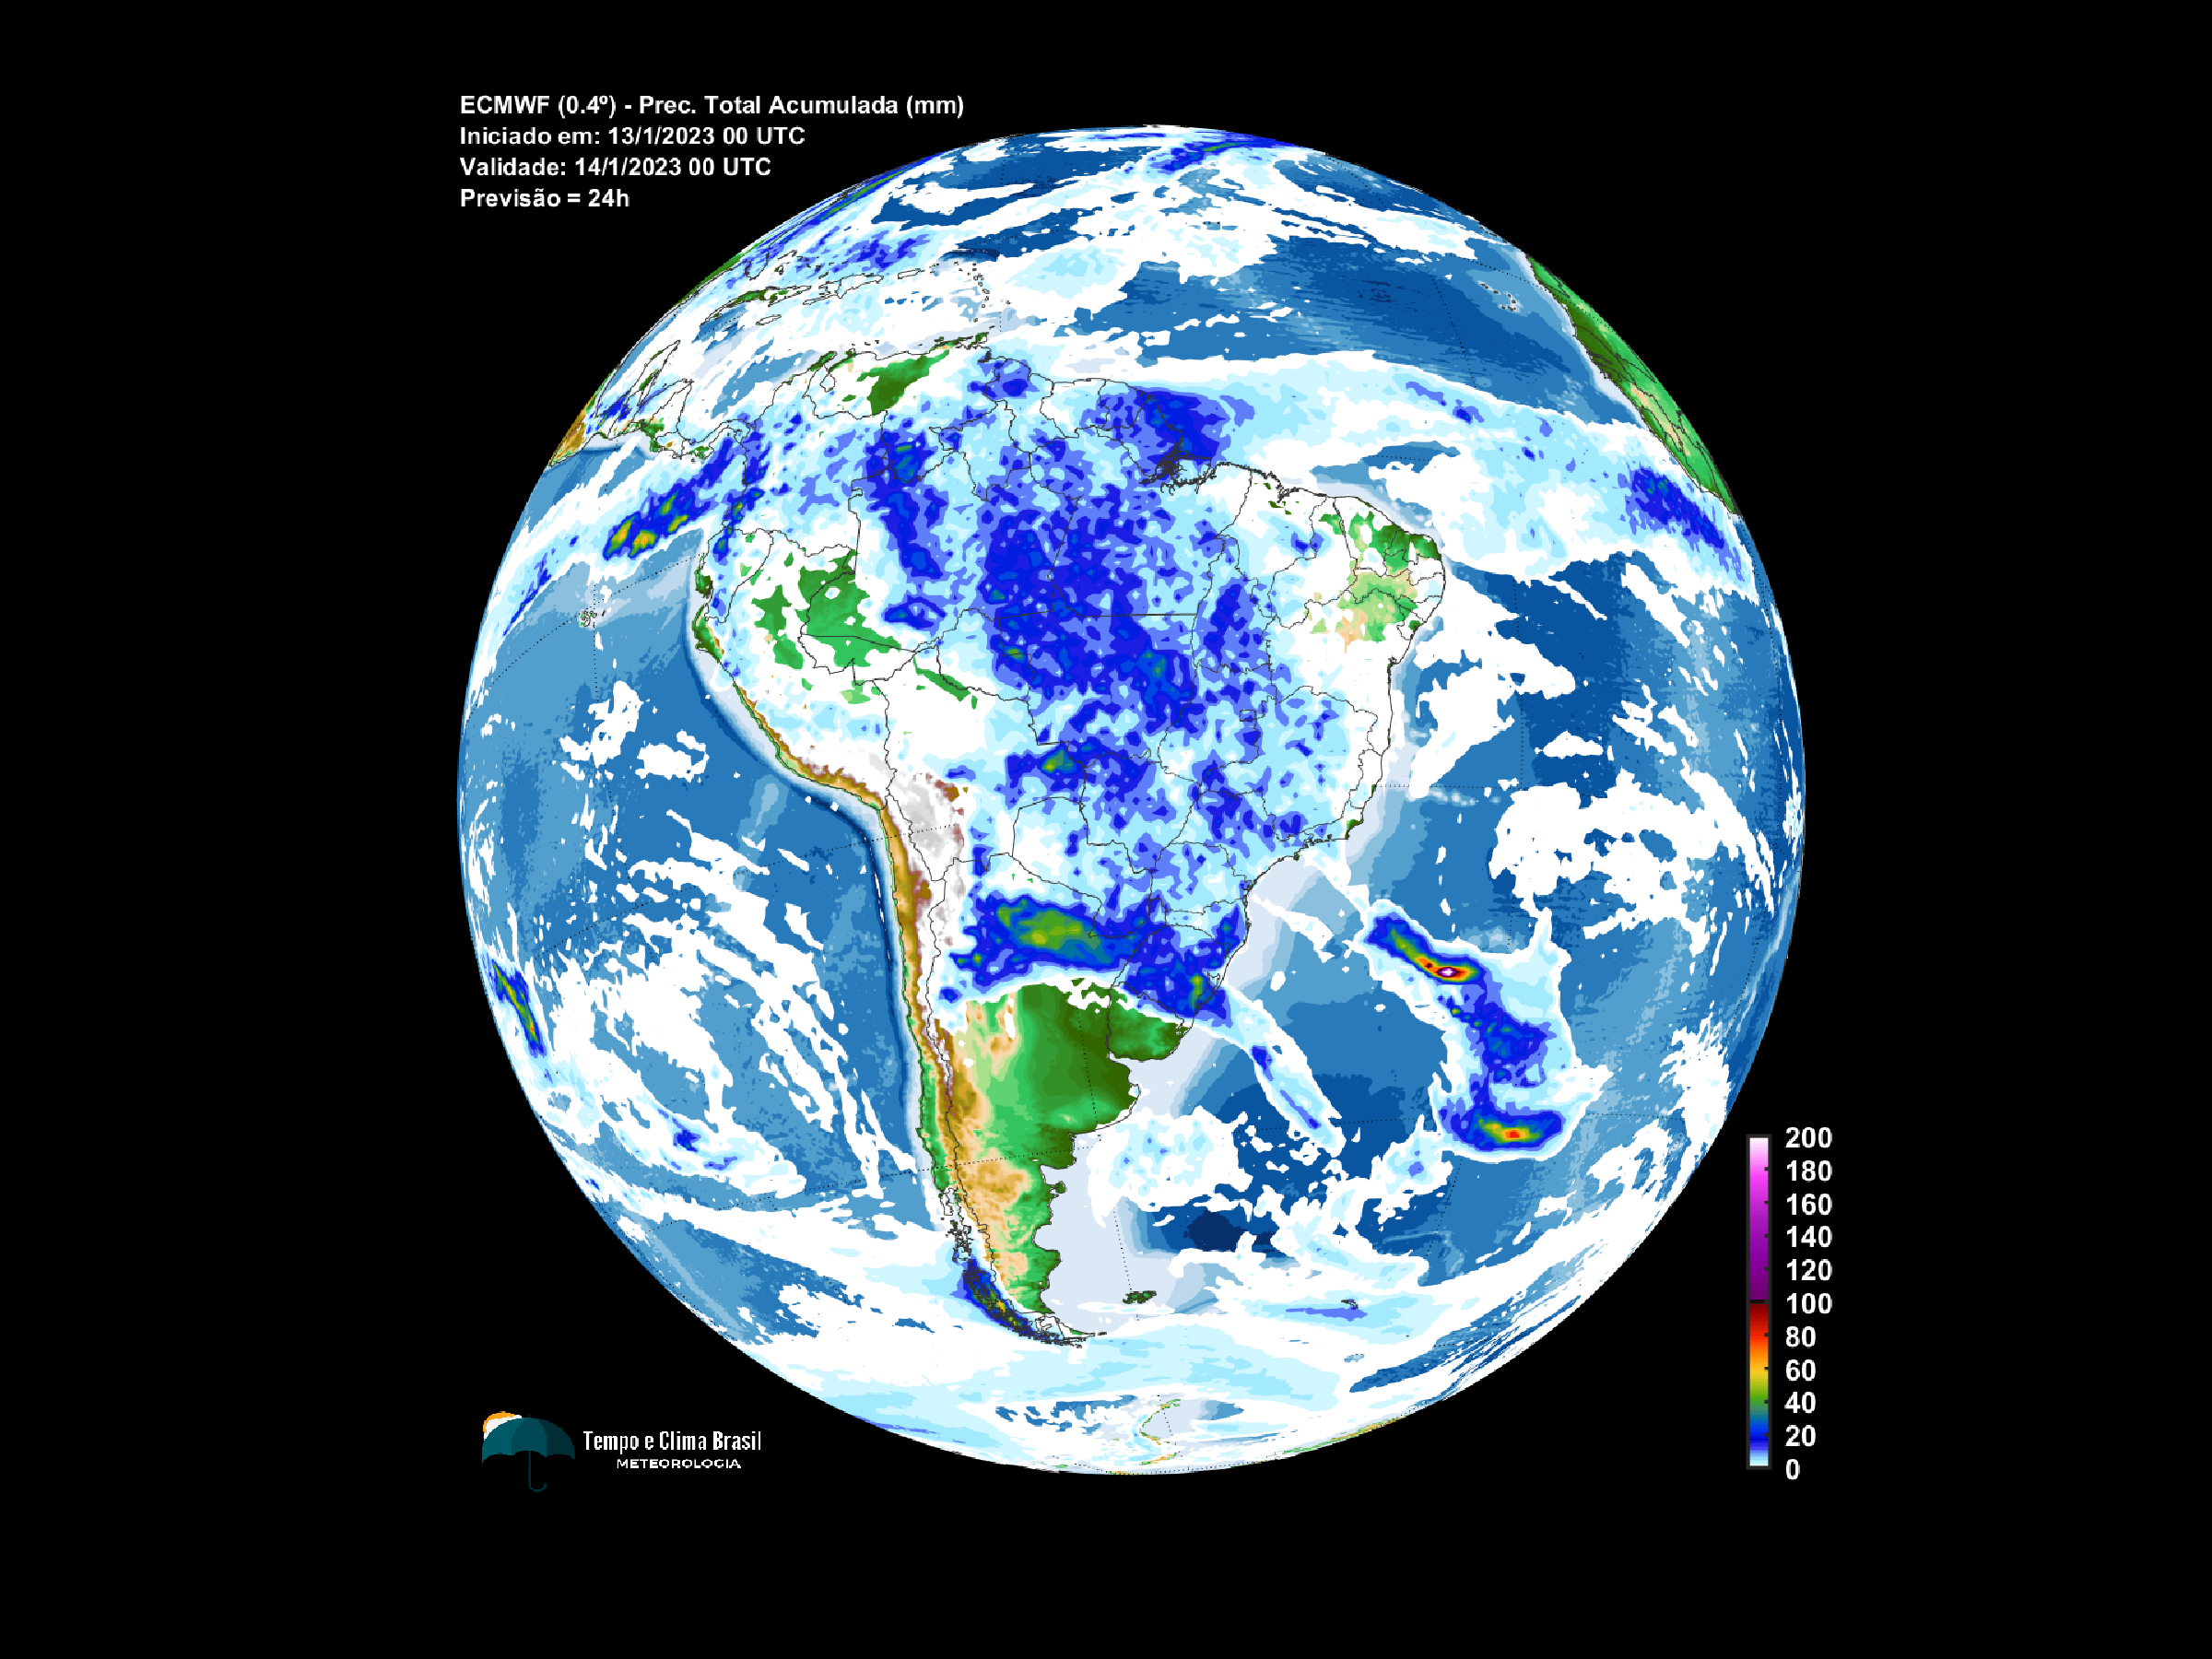 ECMWF (0.4º) - Prec. Total Acumulada (mm)
Iniciado em: 13/1/2023 00 UTC
Validade: 14/1/2023 00 UTC
Previsão = 24h
200
180
160
140
120
100
80
60
40
20
0
Tempo e Clima Brasil
METEOROLOGIA